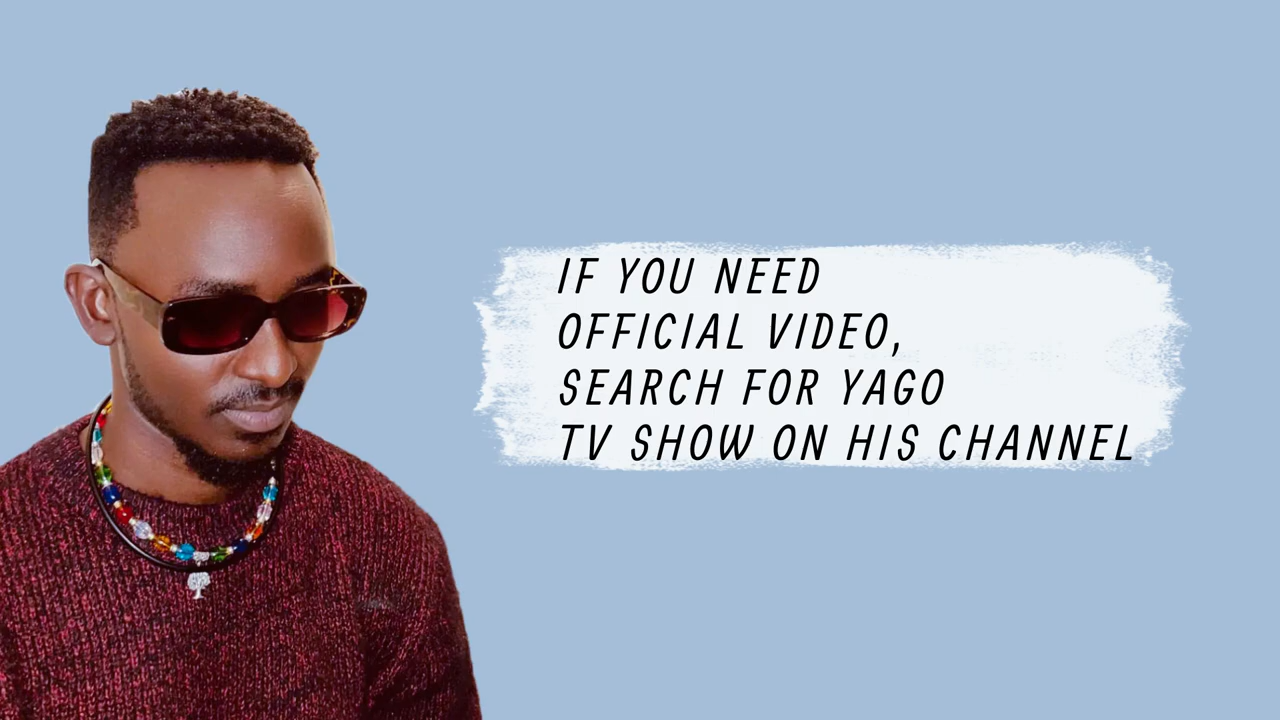 IF YOU NEED
OFFICIAL VIDEO,
SEARCH FOR YAGO
TV SHOW ON HIS CHANNEL